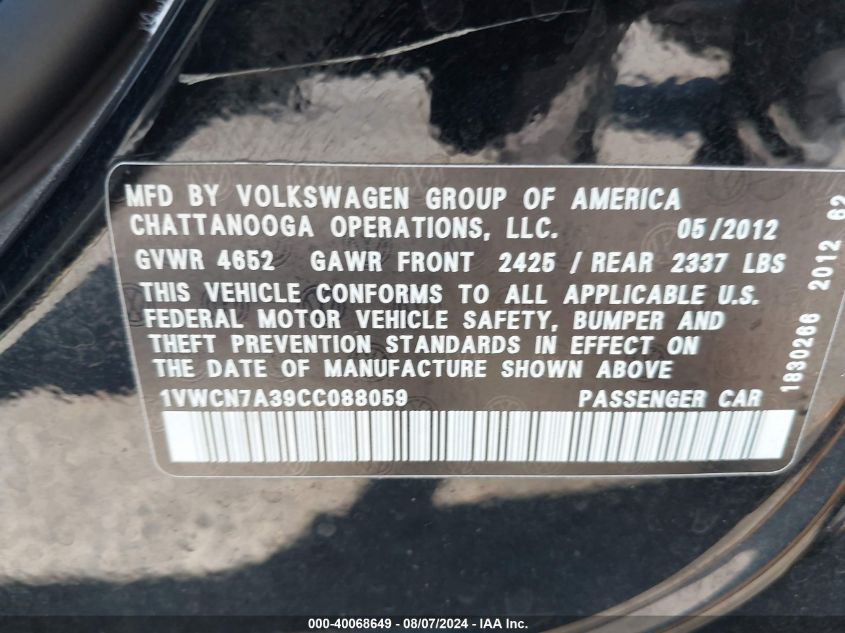 MFD BY VOLKSWAGEN GROUP OF AMERICA
CHATTANOOGA OPERATIONS, LLC. 05/2012
GVWR 4652 GAWR FRONT 2425 / REAR 2337 LBS
THIS VEHICLE CONFORMS TO ALL APPLICABLE U.S.
FEDERAL MOTOR VEHICLE SAFETY, BUMPER AND
THEFT PREVENTION STANDARDS IN EFFECT ON
THE DATE OF MANUFACTURE SHOWN ABOVE
1VWCN7A39CC088059 PASSENGER CAR
1830266 2012 62
000-40068649 - 08/07/2024 - IAA Inc.